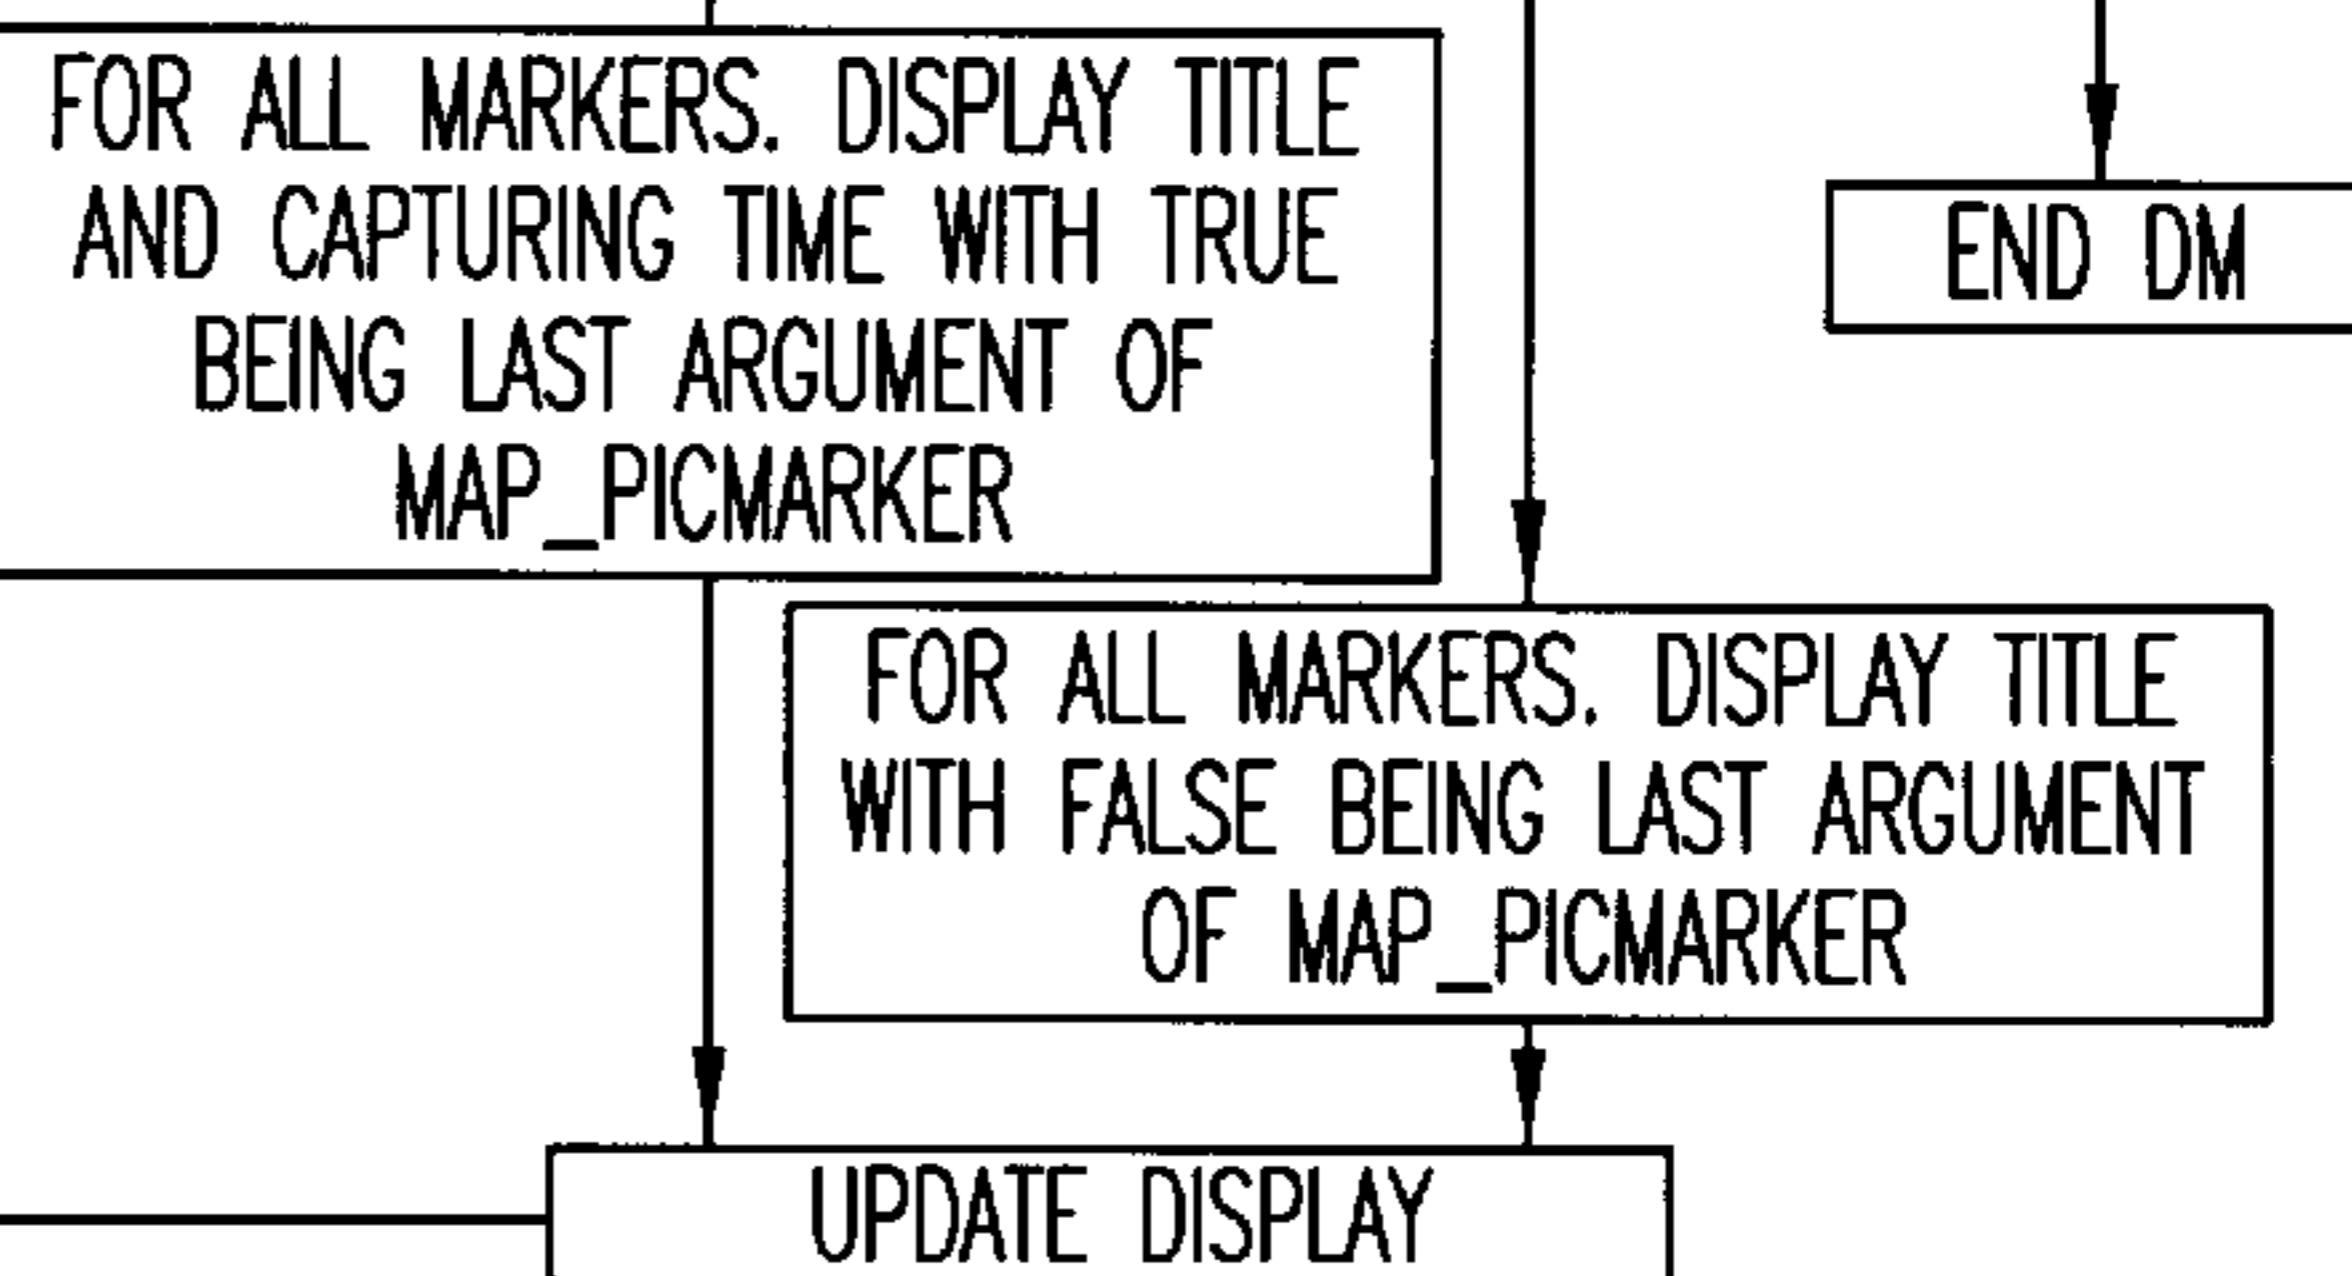 FOR ALL MARKERS. DISPLAY TITLE
AND CAPTURING TIME WITH TRUE
BEING LAST ARGUMENT OF
MAP_PICMARKER
END DM
FOR ALL MARKERS. DISPLAY TITLE
WITH FALSE BEING LAST ARGUMENT
OF MAP_PICMARKER
UPDATE DISPLAY